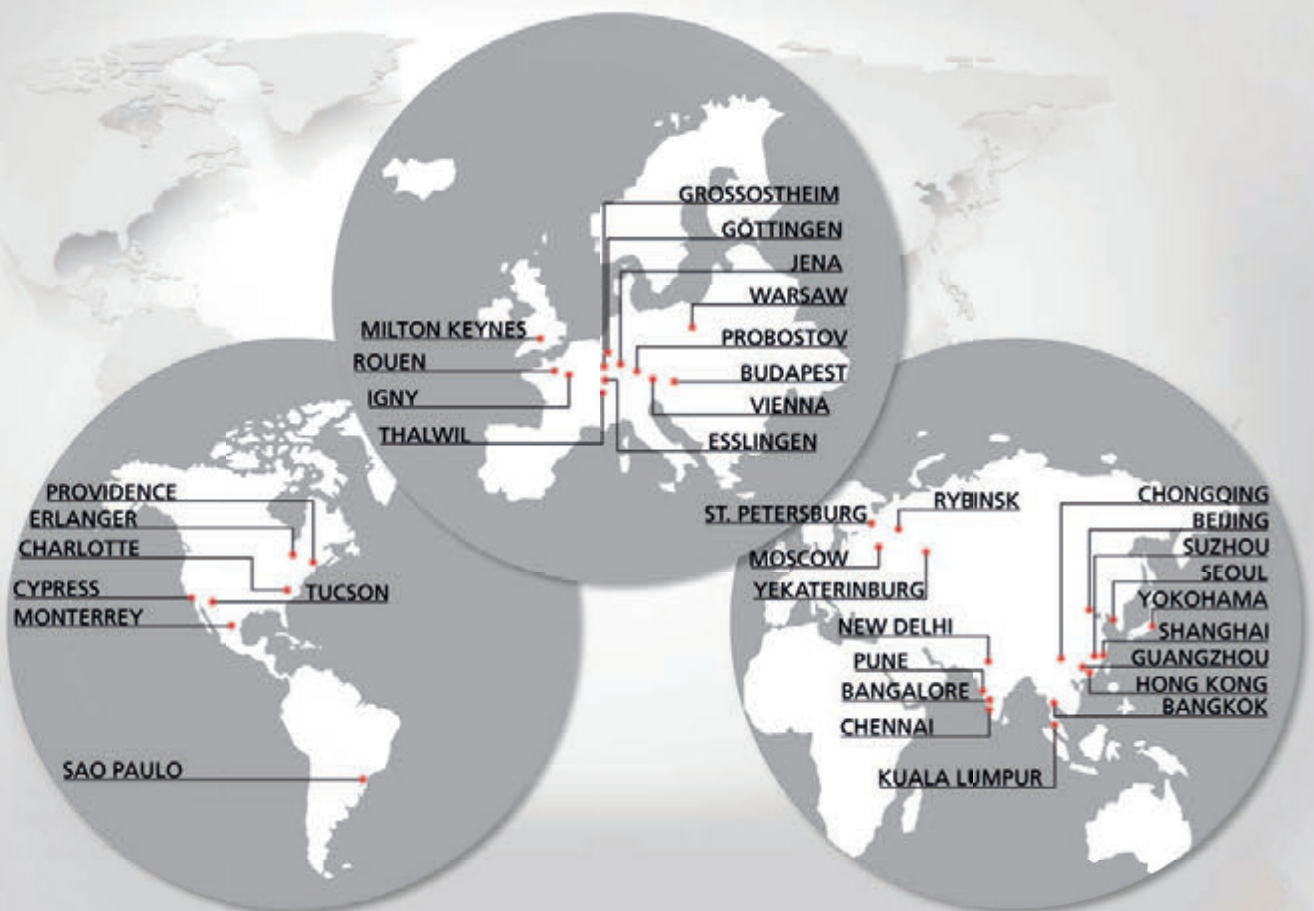 GROSSOSTHEIM
GÖTTINGEN
JENA
WARSAW
MILTON KEYNES
PROBOSTOV
ROUEN
BUDAPEST
IGNY
VIENNA
THALWIL
ESSLINGEN
PROVIDENCE
ERLANGER
CHARLOTTE
CYPRESS
TUCSON
MONTERREY
SAO PAULO
RYBINSK
ST. PETERSBURG
MOSCOW
YEKATERINBURG
NEW DELHI
PUNE
BANGALORE
CHENNAI
KUALA LUMPUR
CHONGQING
BEIJING
SUZHOU
SEOUL
YOKOHAMA
SHANGHAI
GUANGZHOU
HONG KONG
BANGKOK